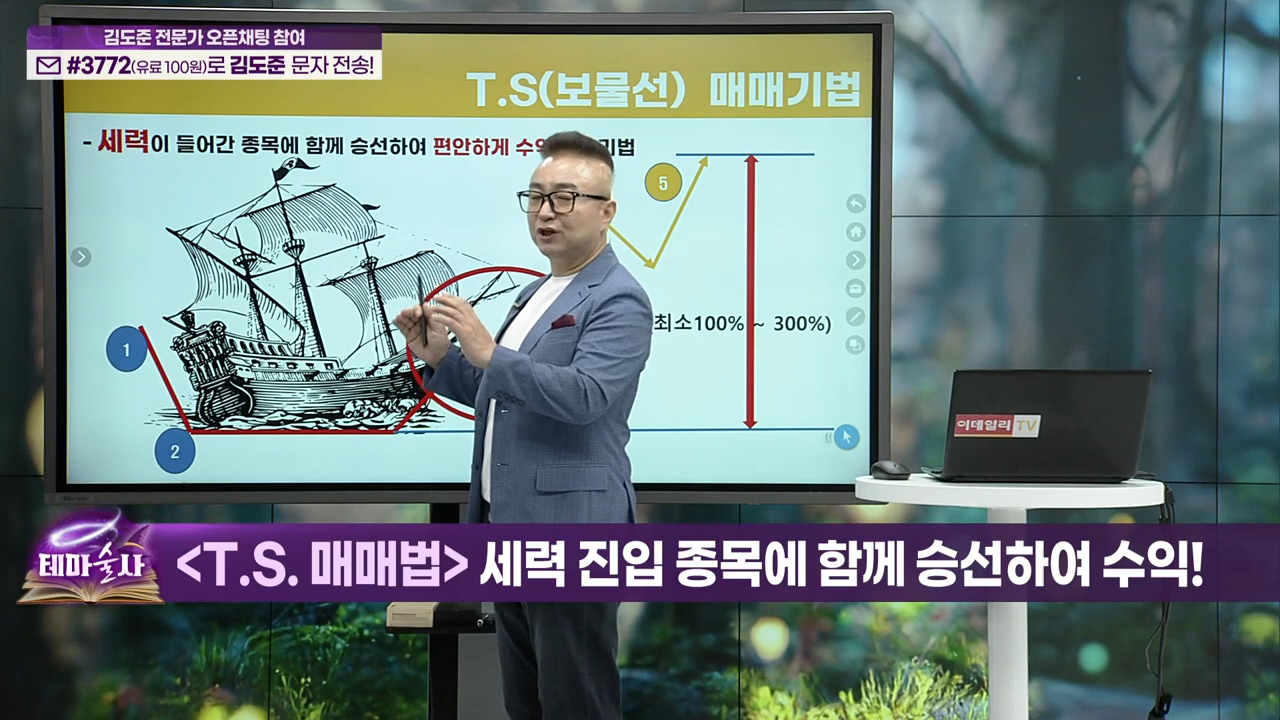 김도준 전문가 오픈채팅 참여
#3772(유료 100원)로 김도준 문자 전송!
T.S(보물선) 매매기법
- 세력이 들어간 종목에 함께 승선하여 편안하게 기법
5
1
최소100% ~ 300%)
2
이데일리 TV
테마술사
<T.S. 매매법> 세력 진입 종목에 함께 승선하여 수익!